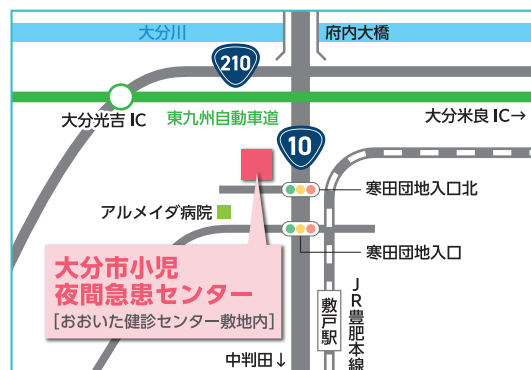 大分川
府内大橋
210
大分光吉 IC
東九州自動車道
大分米良 IC→
10
寒田団地入口北
アルメイダ病院
寒田団地入口
大分市小児
夜間急患センター
[おおいた健診センター敷地内]
敷戸駅
JR豊肥本線
中判田↓